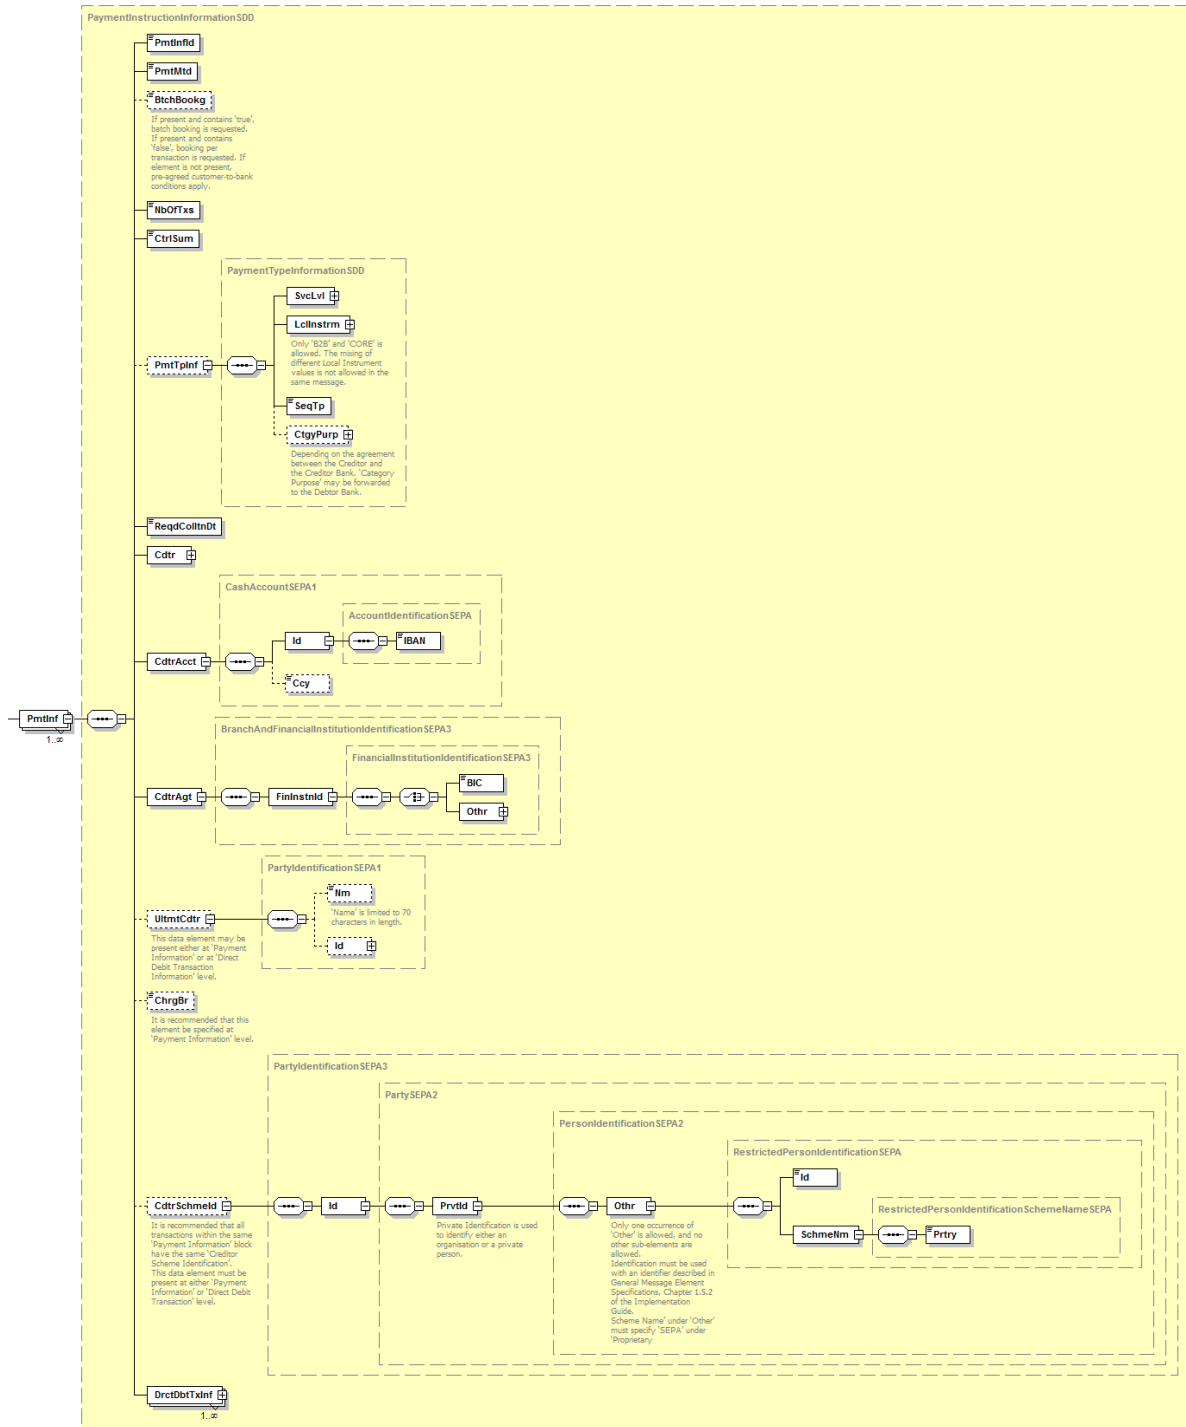 PaymentInstructionInformationSDD
PmtInfId
PmtMtd
BtchBookg
If present and contains 'true',
batch booking is requested.
If present and contains
'false', booking per
transaction is requested. If
element is not present,
pre-agreed customer-to-bank
conditions apply.
NbOfTxs
CtrlSum
PaymentTypeInformationSDD
SvcLvl
LclInstrm
Only 'B2B' and 'CORE' is
allowed. The mixing of
different Local Instrument
values is not allowed in the
same message.
PmtTpInf
SeqTp
CtgyPurp
Depending on the agreement
between the Creditor and
the Creditor Bank, 'Category
Purpose' may be forwarded
to the Debtor Bank.
ReqdColltnDt
Cdtr
CashAccountSEPA1
AccountIdentificationSEPA
Id
IBAN
CdtrAcct
Ccy
PmtInf
1..∞
BranchAndFinancialInstitutionIdentificationSEPA3
FinancialInstitutionIdentificationSEPA3
BIC
CdtrAgt
FinInstnId
Othr
PartyIdentificationSEPA1
Nm
'Name' is limited to 70
characters in length.
UltmtCdtr
Id
This data element may be
present either at 'Payment
Information' or at 'Direct
Debit Transaction
Information' level.
ChrgBr
It is recommended that this
element be specified at
'Payment Information' level.
PartyIdentificationSEPA3
PartySEPA2
PersonIdentificationSEPA2
RestrictedPersonIdentificationSEPA
Id
RestrictedPersonIdentificationSchemeNameSEPA
CdtrSchmeId
Id
PrvtId
Othr
SchmeNm
Prtry
It is recommended that all
transactions within the same
'Payment Information' block
have the same 'Creditor
Scheme Identification'.
This data element must be
present at either 'Payment
Information' or 'Direct Debit
Transaction' level.
Private Identification is used
to identify either an
organisation or a private
person.
Only one occurrence of
'Other' is allowed, and no
other sub-elements are
allowed.
Identification must be used
with an identifier described in
General Message Element
Specifications, Chapter 1.5.2
of the Implementation
Guide.
Scheme Name' under 'Other'
must specify 'SEPA' under
'Proprietary
DrctDbtTxInf
1..∞